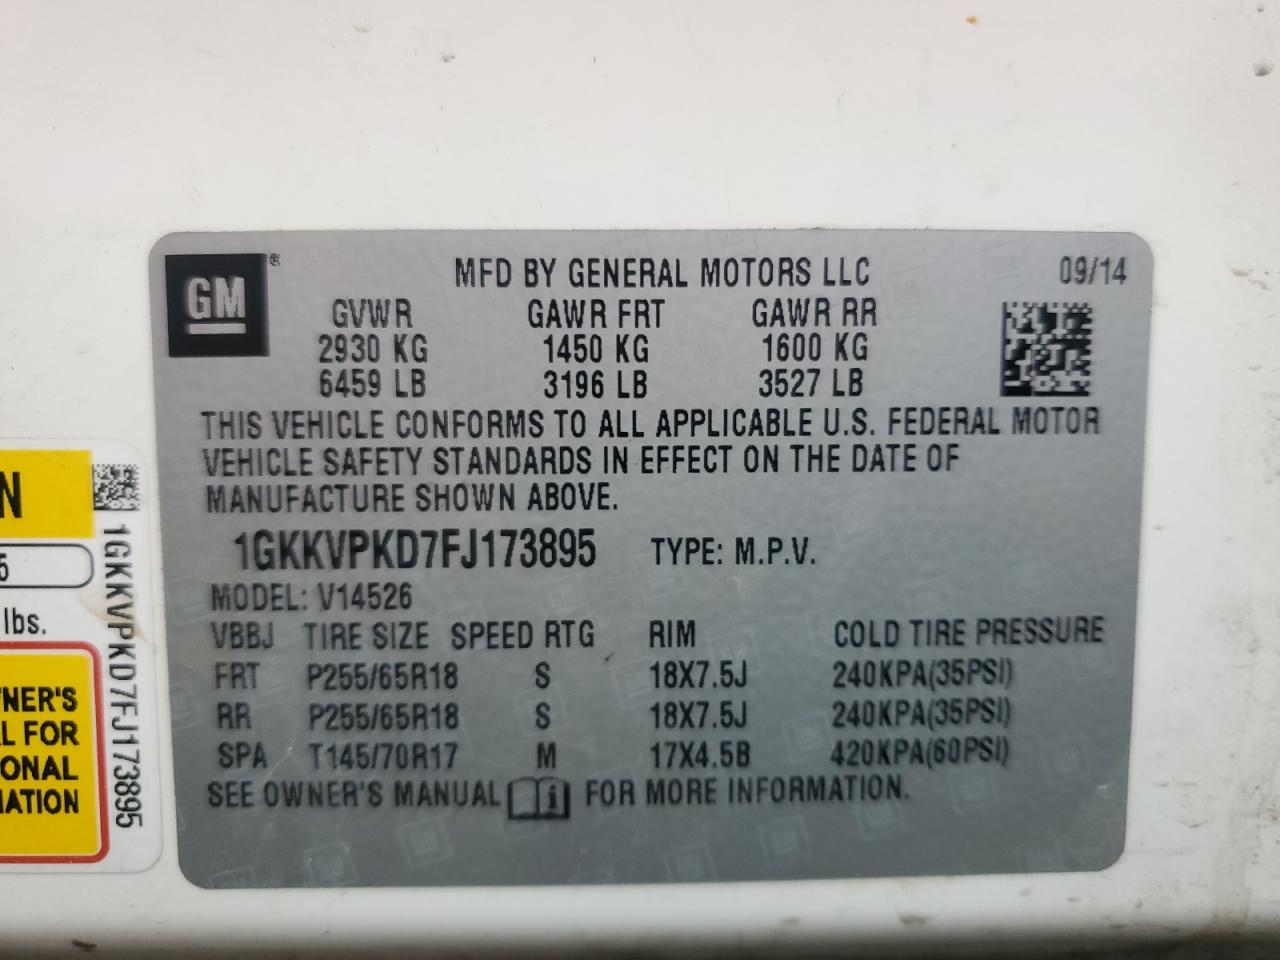 GM®
MFD BY GENERAL MOTORS LLC 09/14
GVWR GAWR FRT GAWR RR
2930 KG 1450 KG 1600 KG
6459 LB 3196 LB 3527 LB
THIS VEHICLE CONFORMS TO ALL APPLICABLE U.S. FEDERAL MOTOR
VEHICLE SAFETY STANDARDS IN EFFECT ON THE DATE OF
MANUFACTURE SHOWN ABOVE.
1GKKVPKD7FJ173895 TYPE: M.P.V.
MODEL: V14526
VBBJ TIRE SIZE SPEED RTG RIM COLD TIRE PRESSURE
FRT P255/65R18 S 18X7.5J 240KPA(35PSI)
RR P255/65R18 S 18X7.5J 240KPA(35PSI)
SPA T145/70R17 M 17X4.5B 420KPA(60PSI)
SEE OWNER'S MANUAL i FOR MORE INFORMATION.
N
5
lbs.
NER'S
L FOR
ONAL
MATION
1GKKVPKD7FJ173895